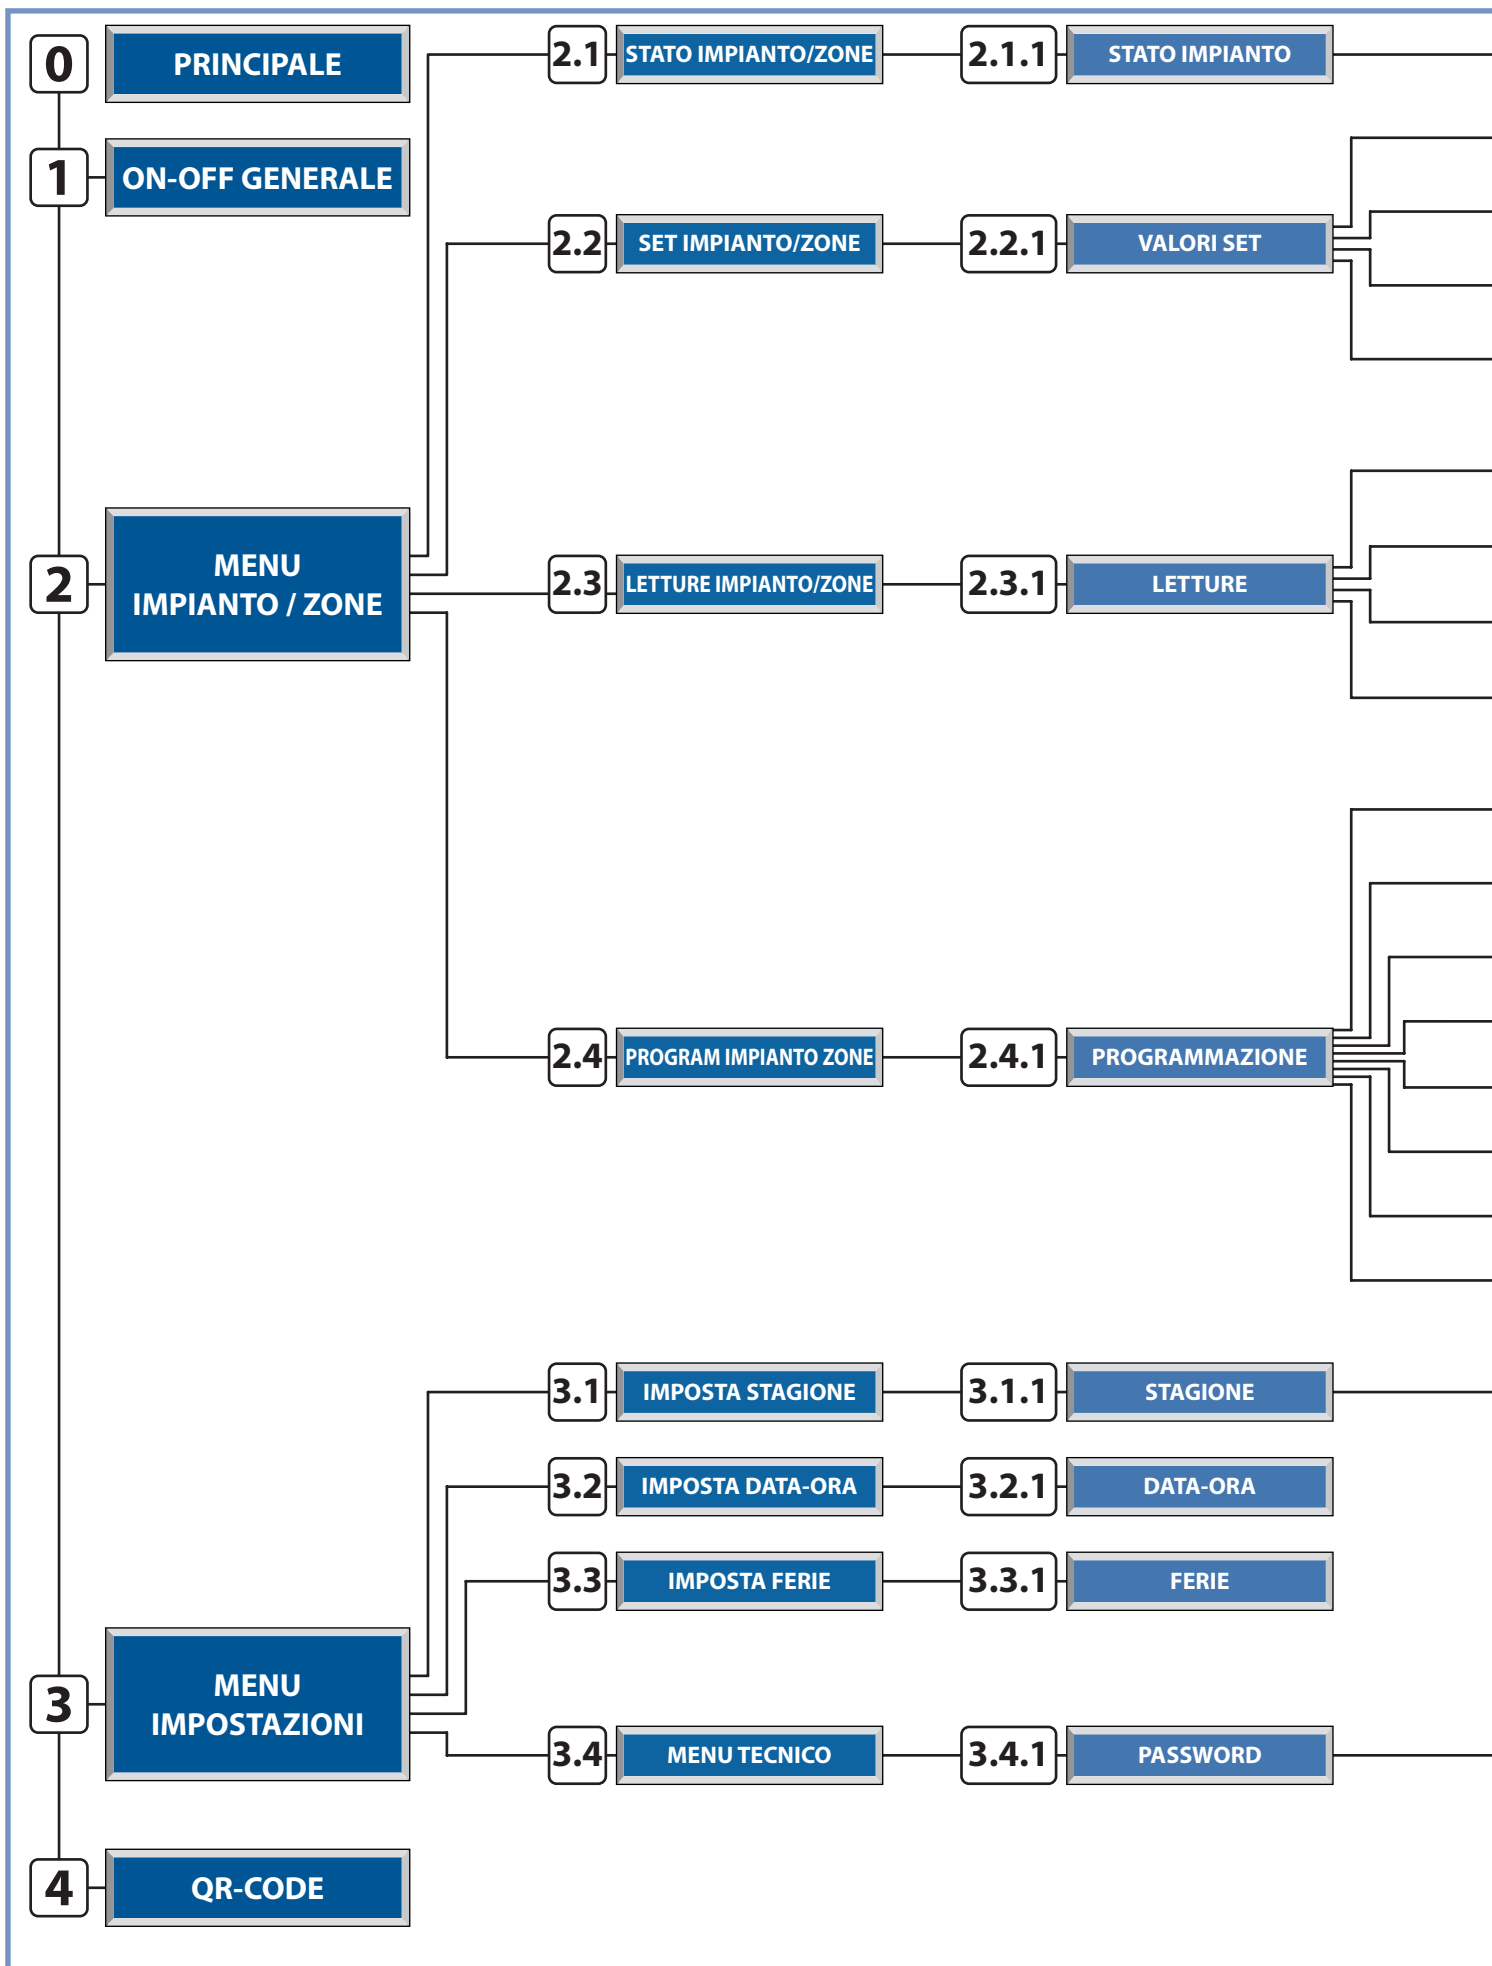 0
PRINCIPALE
1
ON-OFF GENERALE
2
MENU
IMPIANTO / ZONE
2.1
STATO IMPIANTO/ZONE
2.1.1
STATO IMPIANTO
2.2
SET IMPIANTO/ZONE
2.2.1
VALORI SET
2.3
LETTURE IMPIANTO/ZONE
2.3.1
LETTURE
2.4
PROGRAM IMPIANTO ZONE
2.4.1
PROGRAMMAZIONE
3
MENU
IMPOSTAZIONI
3.1
IMPOSTA STAGIONE
3.1.1
STAGIONE
3.2
IMPOSTA DATA-ORA
3.2.1
DATA-ORA
3.3
IMPOSTA FERIE
3.3.1
FERIE
3.4
MENU TECNICO
3.4.1
PASSWORD
4
QR-CODE